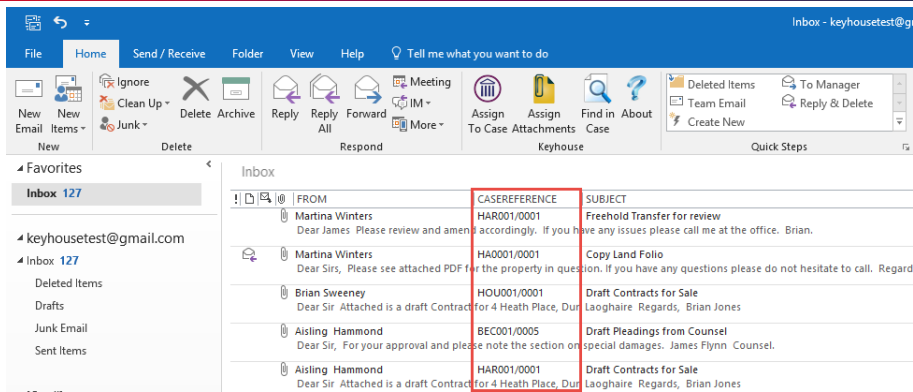 Inbox - keyhousetest@g
File Home Send / Receive Folder View Help Tell me what you want to do
New Email
New Items
Ignore
Clean Up
Junk
Delete
Archive
Reply
Reply All
Forward
Meeting
IM
More
Assign To Case
Assign Attachments
Find in Case
About
Deleted Items
Team Email
Create New
To Manager
Reply & Delete
New Delete Respond Keyhouse Quick Steps
Favorites
Inbox 127
keyhousetest@gmail.com
Inbox 127
Deleted Items
Drafts
Junk Email
Sent Items
Inbox
! FROM CASEREFERENCE SUBJECT
Martina Winters HAR001/0001 Freehold Transfer for review
Dear James Please review and amend accordingly. If you have any issues please call me at the office. Brian.
Martina Winters HA0001/0001 Copy Land Folio
Dear Sirs, Please see attached PDF for the property in question. If you have any questions please do not hesitate to call. Regard
Brian Sweeney HOU001/0001 Draft Contracts for Sale
Dear Sir Attached is a draft Contract for 4 Heath Place, Dun Laoghaire Regards, Brian Jones
Aisling Hammond BEC001/0005 Draft Pleadings from Counsel
Dear Sir, For your approval and please note the section on special damages. James Flynn Counsel.
Aisling Hammond HAR001/0001 Draft Contracts for Sale
Dear Sir Attached is a draft Contract for 4 Heath Place, Dun Laoghaire Regards, Brian Jones